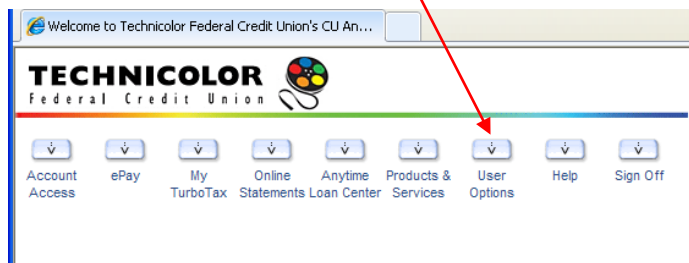 Welcome to Technicolor Federal Credit Union's CU An...
TECHNICOLOR
Federal Credit Union
Account Access
ePay
My TurboTax
Online Statements
Anytime Loan Center
Products & Services
User Options
Help
Sign Off